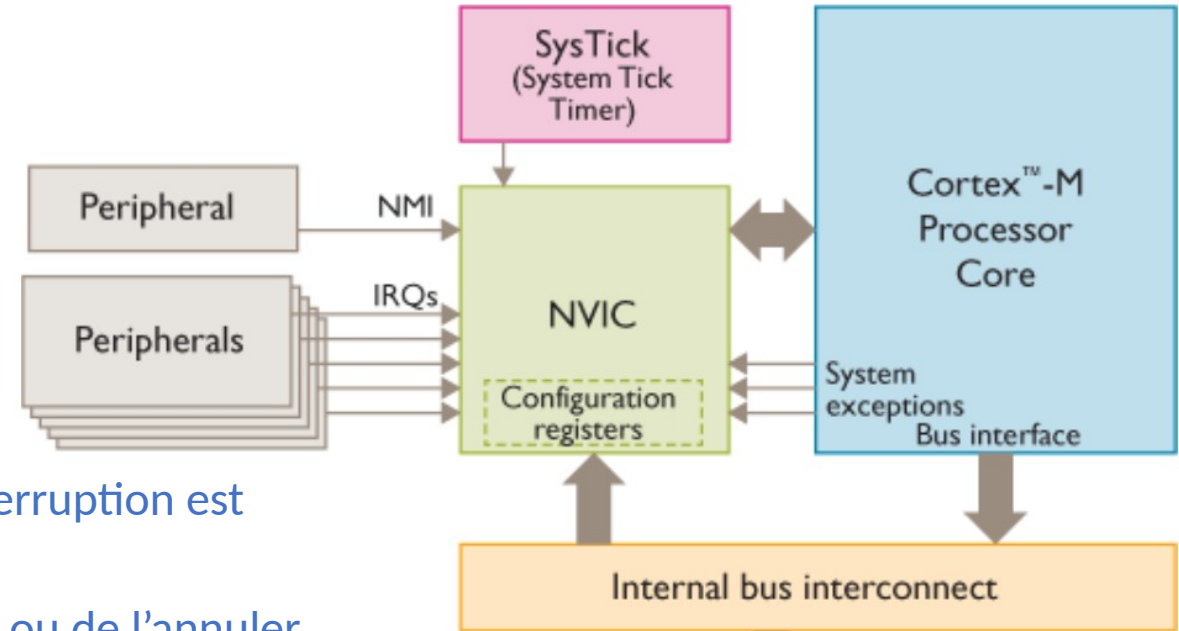 SysTick
(System Tick
Timer)
Peripheral
NMI
Cortex™-M
Processor
Core
IRQs
Peripherals
NVIC
System
exceptions
Configuration
registers
Bus interface
erruption est
Internal bus interconnect
ou de l’annuler